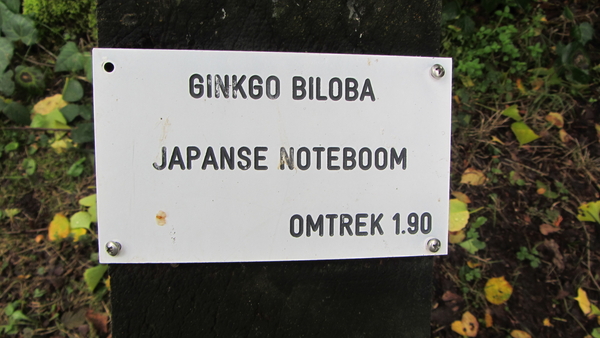 GINKGO BILOBA
JAPANSE NOTEBOOM
OMTREK 1.90